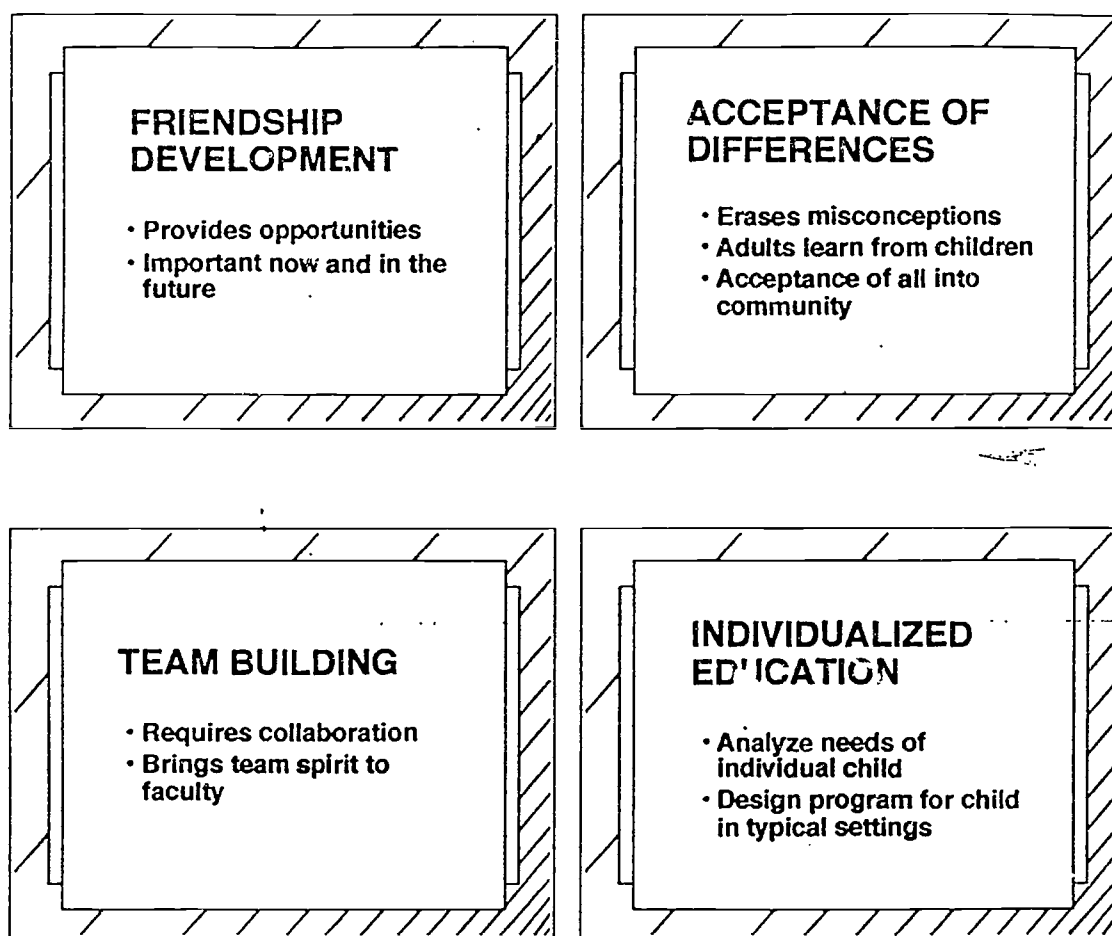 FRIENDSHIP
DEVELOPMENT
• Provides opportunities
• Important now and in the
future
ACCEPTANCE OF
DIFFERENCES
• Erases misconceptions
• Adults learn from children
• Acceptance of all into
community
TEAM BUILDING
• Requires collaboration
• Brings team spirit to
faculty
INDIVIDUALIZED
EDUCATION
• Analyze needs of
individual child
• Design program for child
in typical settings